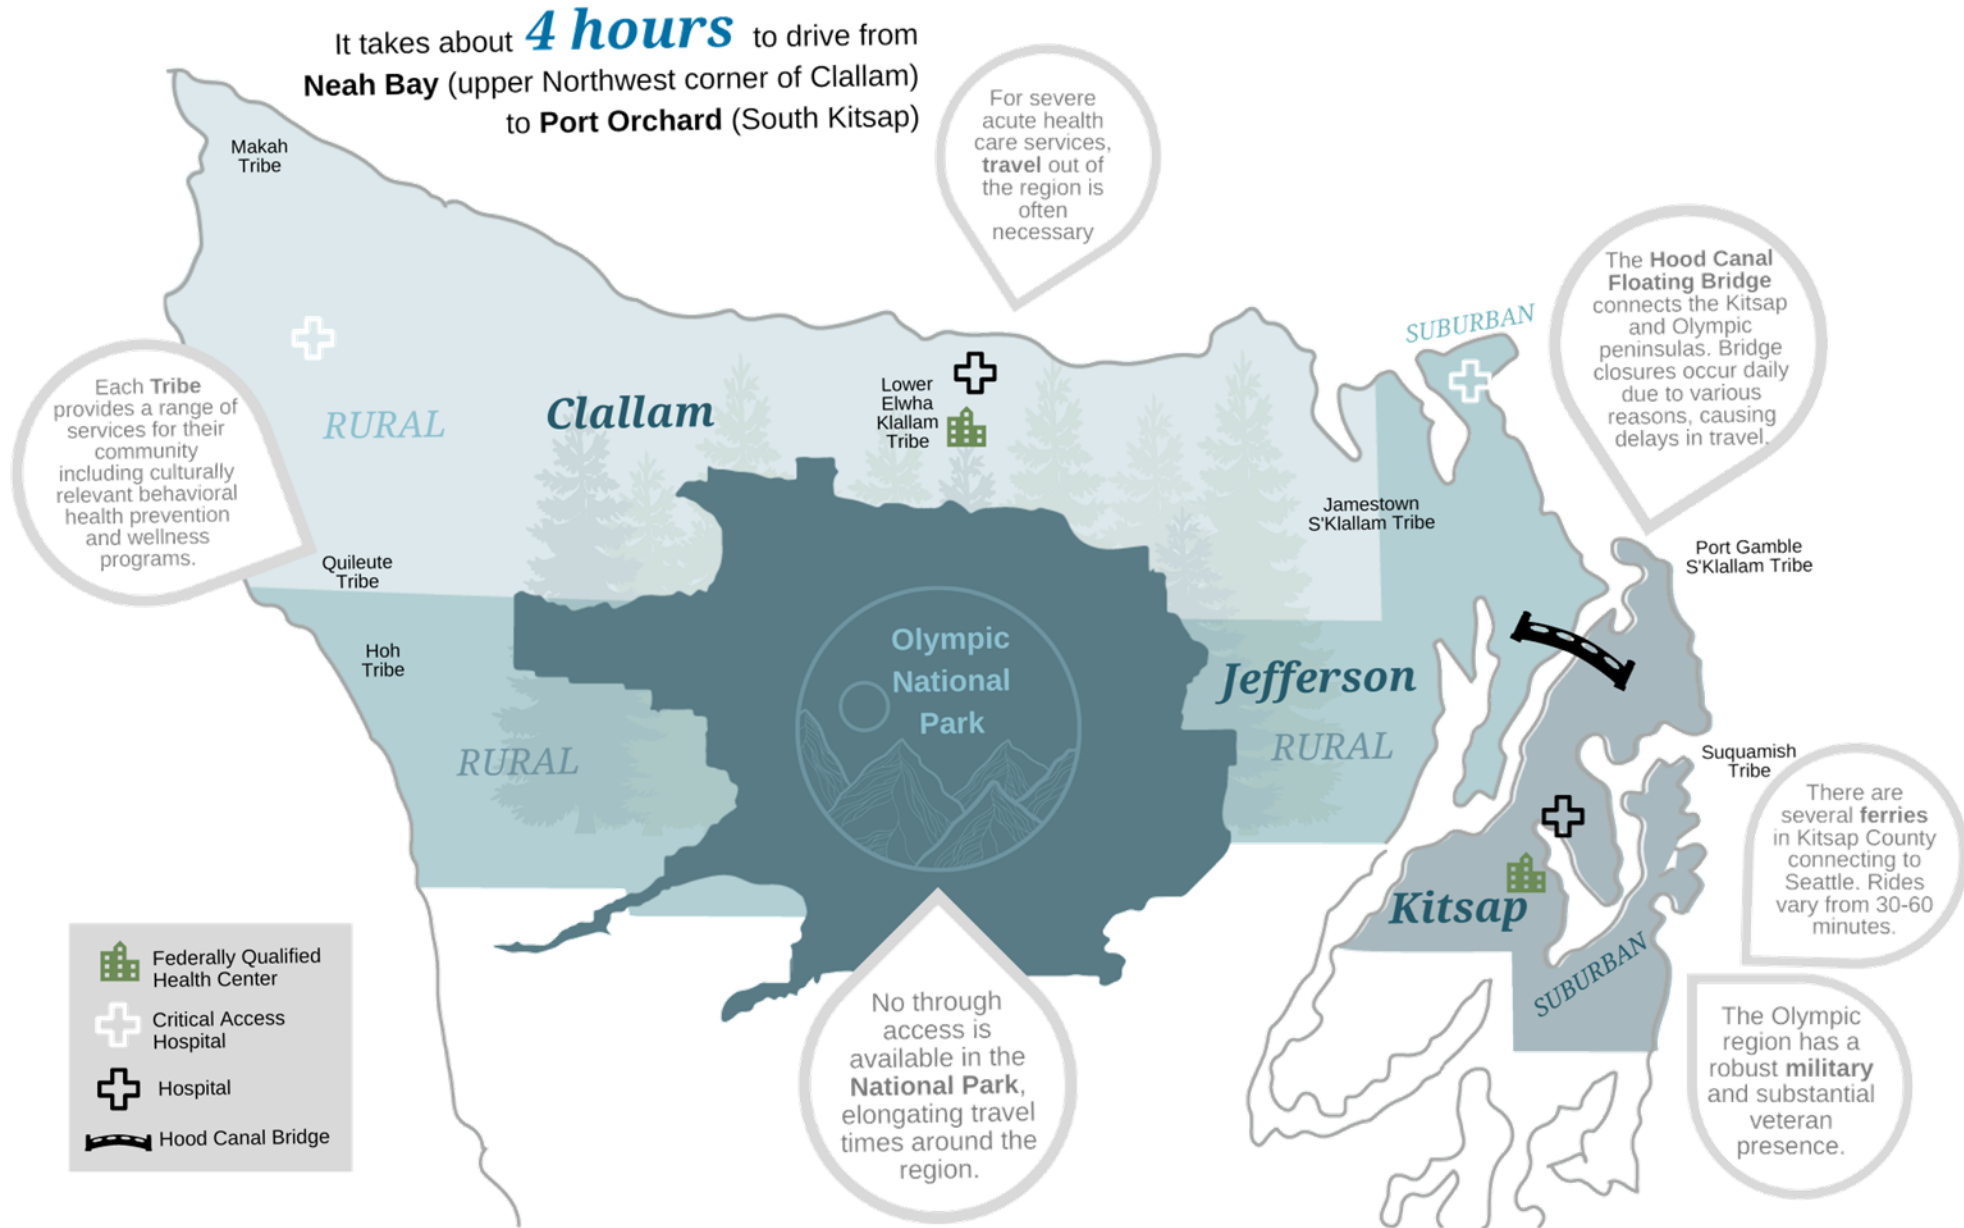 It takes about 4 hours to drive from
Neah Bay (upper Northwest corner of Clallam)
to Port Orchard (South Kitsap)
For severe
acute health
care services,
travel out of
the region is
often
necessary
Makah
Tribe
The Hood Canal
Floating Bridge
connects the Kitsap
and Olympic
peninsulas. Bridge
closures occur daily
due to various
reasons, causing
delays in travel.
SUBURBAN
Each Tribe
provides a range of
services for their
community
including culturally
relevant behavioral
health prevention
and wellness
programs.
RURAL
Clallam
Lower
Elwha
Klallam
Tribe
Jamestown
S'Klallam Tribe
Port Gamble
S'Klallam Tribe
Quileute
Tribe
Hoh
Tribe
Olympic
National
Park
Jefferson
RURAL
RURAL
Suquamish
Tribe
There are
several ferries
in Kitsap County
connecting to
Seattle. Rides
vary from 30-60
minutes.
Kitsap
SUBURBAN
No through
access is
available in the
National Park,
elongating travel
times around the
region.
The Olympic
region has a
robust military
and substantial
veteran
presence.
Federally Qualified
Health Center
Critical Access
Hospital
Hospital
Hood Canal Bridge